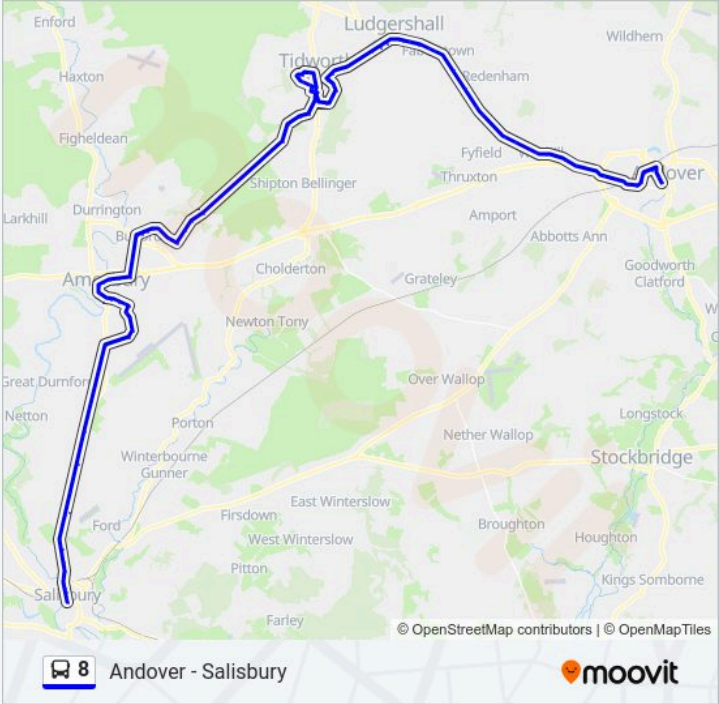 Enford
Ludgershall
Wildhern
Tidworth
Haxton
Redenham
Figheldean
Fyfield
Thruxton
Shipton Bellinger
Durrington
Larkhill
Amport
Abbotts Ann
Cholderton
Goodworth
Clatford
Grateley
Newton Tony
Great Durnford
Over Wallop
Netton
Longstock
Porton
Nether Wallop
Winterbourne
Gunner
Stockbridge
East Winterslow
Ford
Firsdown
Broughton
Houghton
West Winterslow
Pitton
Kings Somborne
Farley
© OpenStreetMap contributors | © OpenMapTiles
8 Andover - Salisbury
moovit